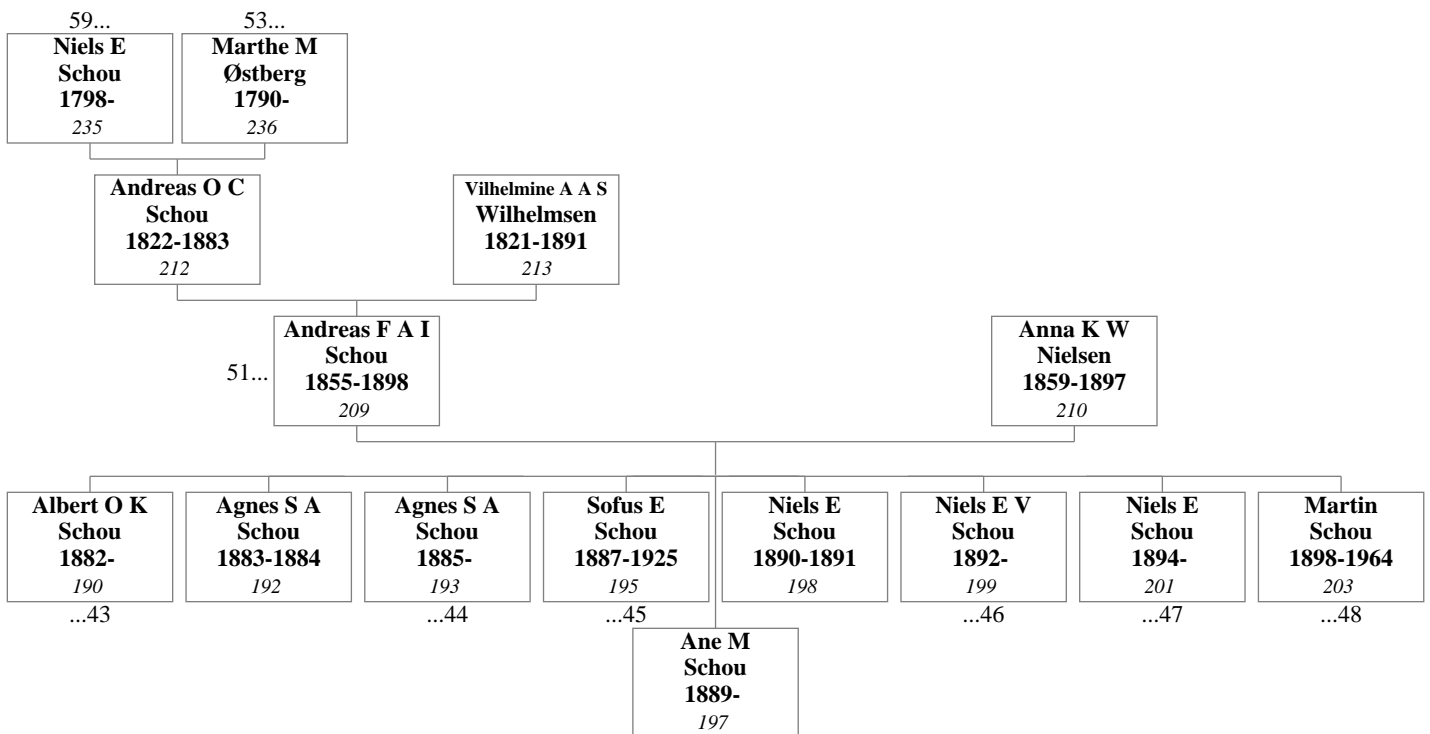 59...
Niels E
Schou
1798-
235
53...
Marthe M
Østberg
1790-
236
Andreas O C
Schou
1822-1883
212
Vilhelmine A A S
Wilhelmsen
1821-1891
213
51...
Andreas F A I
Schou
1855-1898
209
Anna K W
Nielsen
1859-1897
210
Albert O K
Schou
1882-
190
...43
Agnes S A
Schou
1883-1884
192
Agnes S A
Schou
1885-
193
...44
Sofus E
Schou
1887-1925
195
...45
Niels E
Schou
1890-1891
198
Niels E V
Schou
1892-
199
...46
Niels E
Schou
1894-
201
...47
Martin
Schou
1898-1964
203
...48
Ane M
Schou
1889-
197